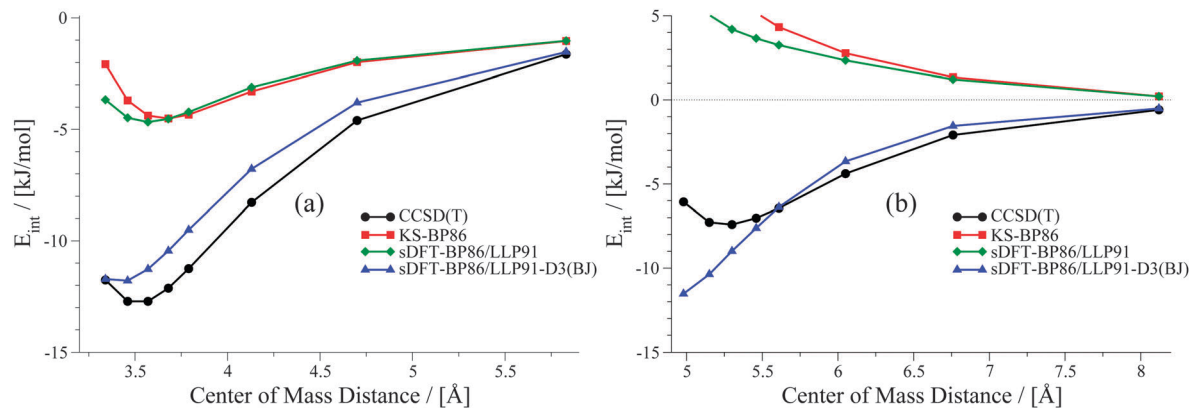 0
-5
-10
-15
E_int / [kJ/mol]
(a)
CCSD(T)
KS-BP86
sDFT-BP86/LLP91
sDFT-BP86/LLP91-D3(BJ)
3.5 4 4.5 5 5.5
Center of Mass Distance / [Å]
5
0
-5
-10
-15
E_int / [kJ/mol]
(b)
CCSD(T)
KS-BP86
sDFT-BP86/LLP91
sDFT-BP86/LLP91-D3(BJ)
5 5.5 6 6.5 7 7.5 8
Center of Mass Distance / [Å]